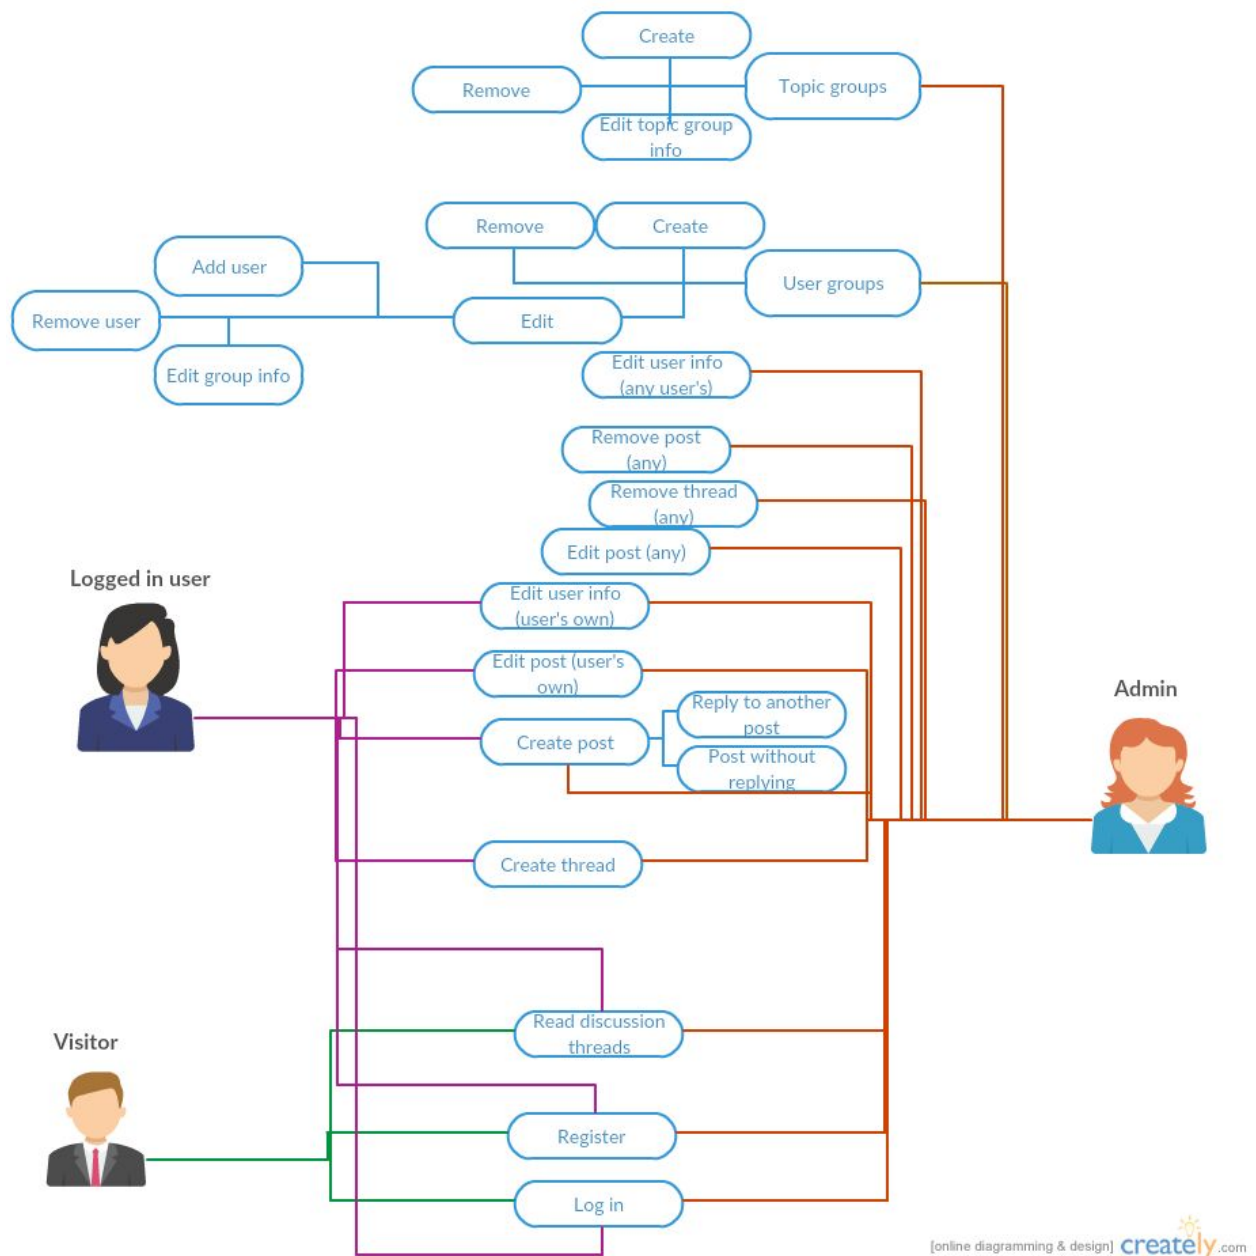 Create
Topic groups
Remove
Edit topic group
info
Remove
Create
Add user
User groups
Remove user
Edit
Edit group info
Edit user info
(any user's)
Remove post
(any)
Remove thread
(any)
Edit post (any)
Logged in user
Edit user info
(user's own)
Edit post (user's
own)
Admin
Reply to another
post
Create post
Post without
replying
Create thread
Read discussion
threads
Visitor
Register
Log in
[online diagramming & design] creately.com